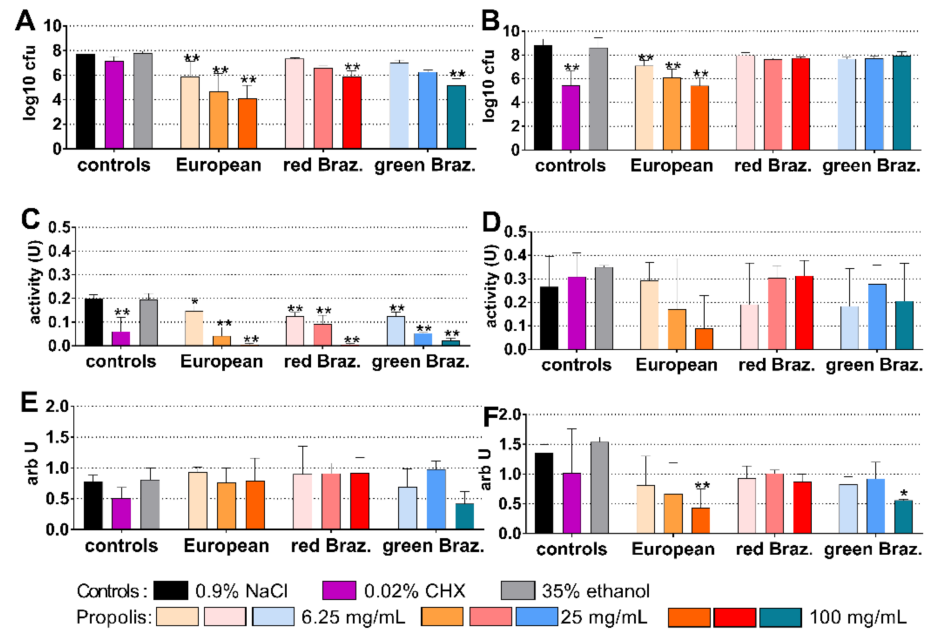 A
log10 cfu
10
8
6
4
2
0
** ** ** ** **
controls European red Braz. green Braz.
B
log10 cfu
10
8
6
4
2
0
** ** ** **
controls European red Braz. green Braz.
C
activity (U)
0.5
0.4
0.3
0.2
0.1
0.0
** * ** ** ** ** ** ** ** **
controls European red Braz. green Braz.
D
activity (U)
0.5
0.4
0.3
0.2
0.1
0.0
controls European red Braz. green Braz.
E
arb U
2.0
1.5
1.0
0.5
0.0
controls European red Braz. green Braz.
F
arb U
2.0
1.5
1.0
0.5
0.0
** *
controls European red Braz. green Braz.
Controls : 0.9% NaCl 0.02% CHX 35% ethanol
Propolis: 6.25 mg/mL 25 mg/mL 100 mg/mL